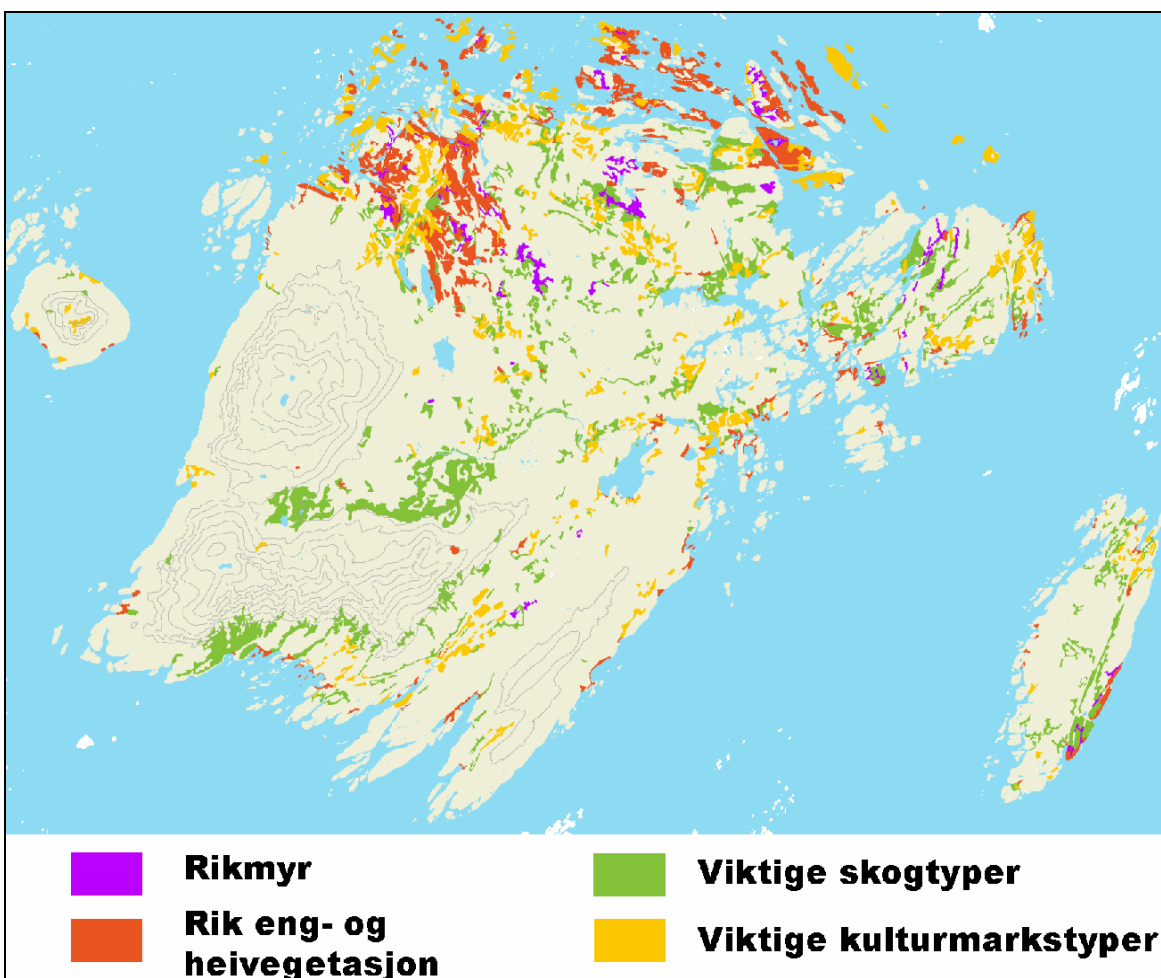 Rikmyr
Rik eng- og
heivegetasjon
Viktige skogtyper
Viktige kulturmarkstyper